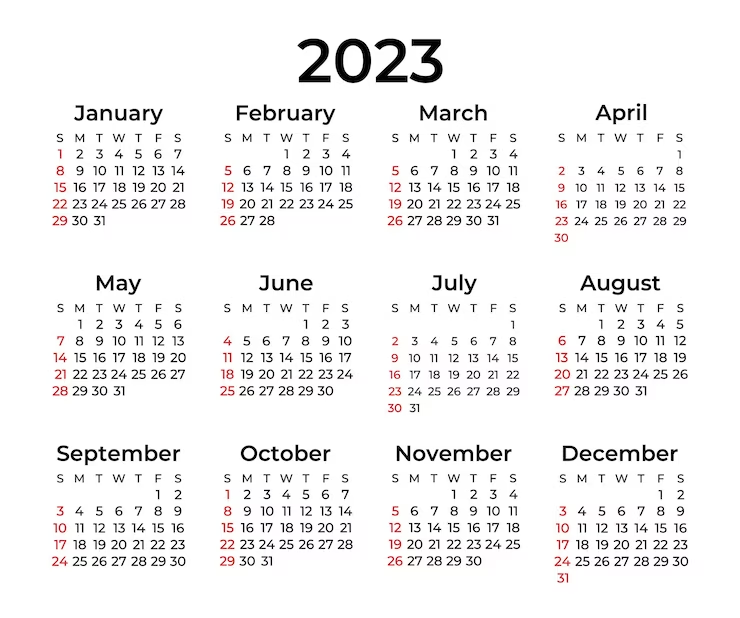 2023
January
S M T W T F S
1 2 3 4 5 6 7
8 9 10 11 12 13 14
15 16 17 18 19 20 21
22 23 24 25 26 27 28
29 30 31
February
S M T W T F S
1 2 3 4
5 6 7 8 9 10 11
12 13 14 15 16 17 18
19 20 21 22 23 24 25
26 27 28
March
S M T W T F S
1 2 3 4
5 6 7 8 9 10 11
12 13 14 15 16 17 18
19 20 21 22 23 24 25
26 27 28 29 30 31
April
S M T W T F S
1
2 3 4 5 6 7 8
9 10 11 12 13 14 15
16 17 18 19 20 21 22
23 24 25 26 27 28 29
30
May
S M T W T F S
1 2 3 4 5 6
7 8 9 10 11 12 13
14 15 16 17 18 19 20
21 22 23 24 25 26 27
28 29 30 31
June
S M T W T F S
1 2 3
4 5 6 7 8 9 10
11 12 13 14 15 16 17
18 19 20 21 22 23 24
25 26 27 28 29 30
July
S M T W T F S
1
2 3 4 5 6 7 8
9 10 11 12 13 14 15
16 17 18 19 20 21 22
23 24 25 26 27 28 29
30 31
August
S M T W T F S
1 2 3 4 5
6 7 8 9 10 11 12
13 14 15 16 17 18 19
20 21 22 23 24 25 26
27 28 29 30 31
September
S M T W T F S
1 2
3 4 5 6 7 8 9
10 11 12 13 14 15 16
17 18 19 20 21 22 23
24 25 26 27 28 29 30
October
S M T W T F S
1 2 3 4 5 6 7
8 9 10 11 12 13 14
15 16 17 18 19 20 21
22 23 24 25 26 27 28
29 30 31
November
S M T W T F S
1 2 3 4
5 6 7 8 9 10 11
12 13 14 15 16 17 18
19 20 21 22 23 24 25
26 27 28 29 30
December
S M T W T F S
1 2
3 4 5 6 7 8 9
10 11 12 13 14 15 16
17 18 19 20 21 22 23
24 25 26 27 28 29 30
31